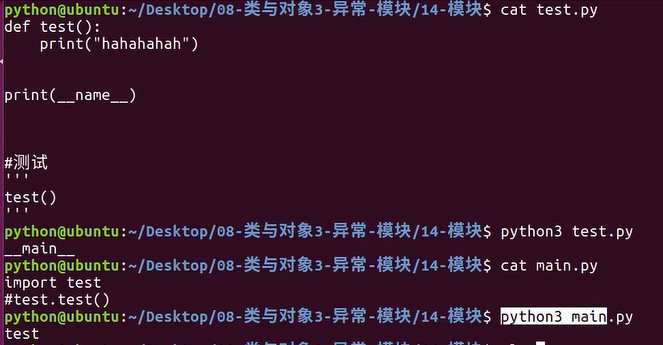 python@ubuntu:~/Desktop/08-类与对象3-异常-模块/14-模块$ cat test.py
def test():
    print("hahahahah")
print(__name__)
#测试
'''
test()
'''
python@ubuntu:~/Desktop/08-类与对象3-异常-模块/14-模块$ python3 test.py
__main__
python@ubuntu:~/Desktop/08-类与对象3-异常-模块/14-模块$ cat main.py
import test
#test.test()
python@ubuntu:~/Desktop/08-类与对象3-异常-模块/14-模块$ python3 main.py
test